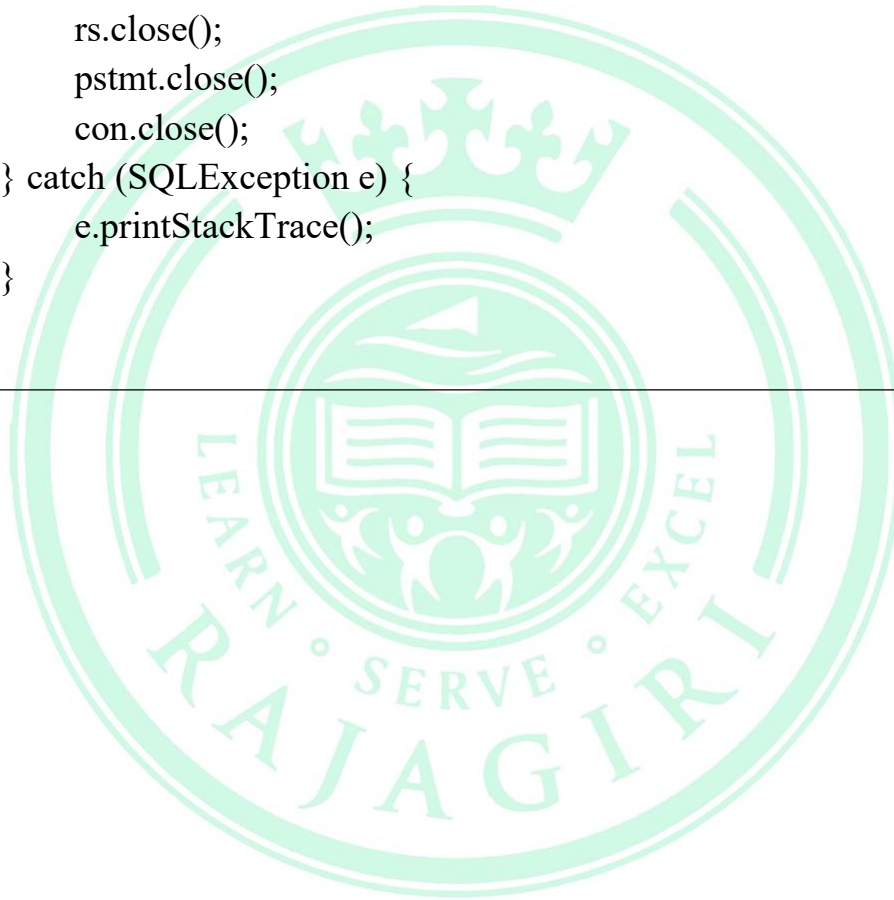 rs.close();
pstmt.close();
con.close();
} catch (SQLException e) {
e.printStackTrace();
}
LEARN ° SERVE ° EXCEL
RAJAGIRI